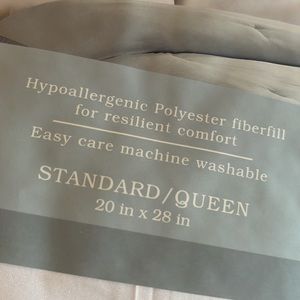 Hypoallergenic Polyester fiberfill
for resilient comfort
Easy care machine washable
STANDARD/QUEEN
20 in x 28 in